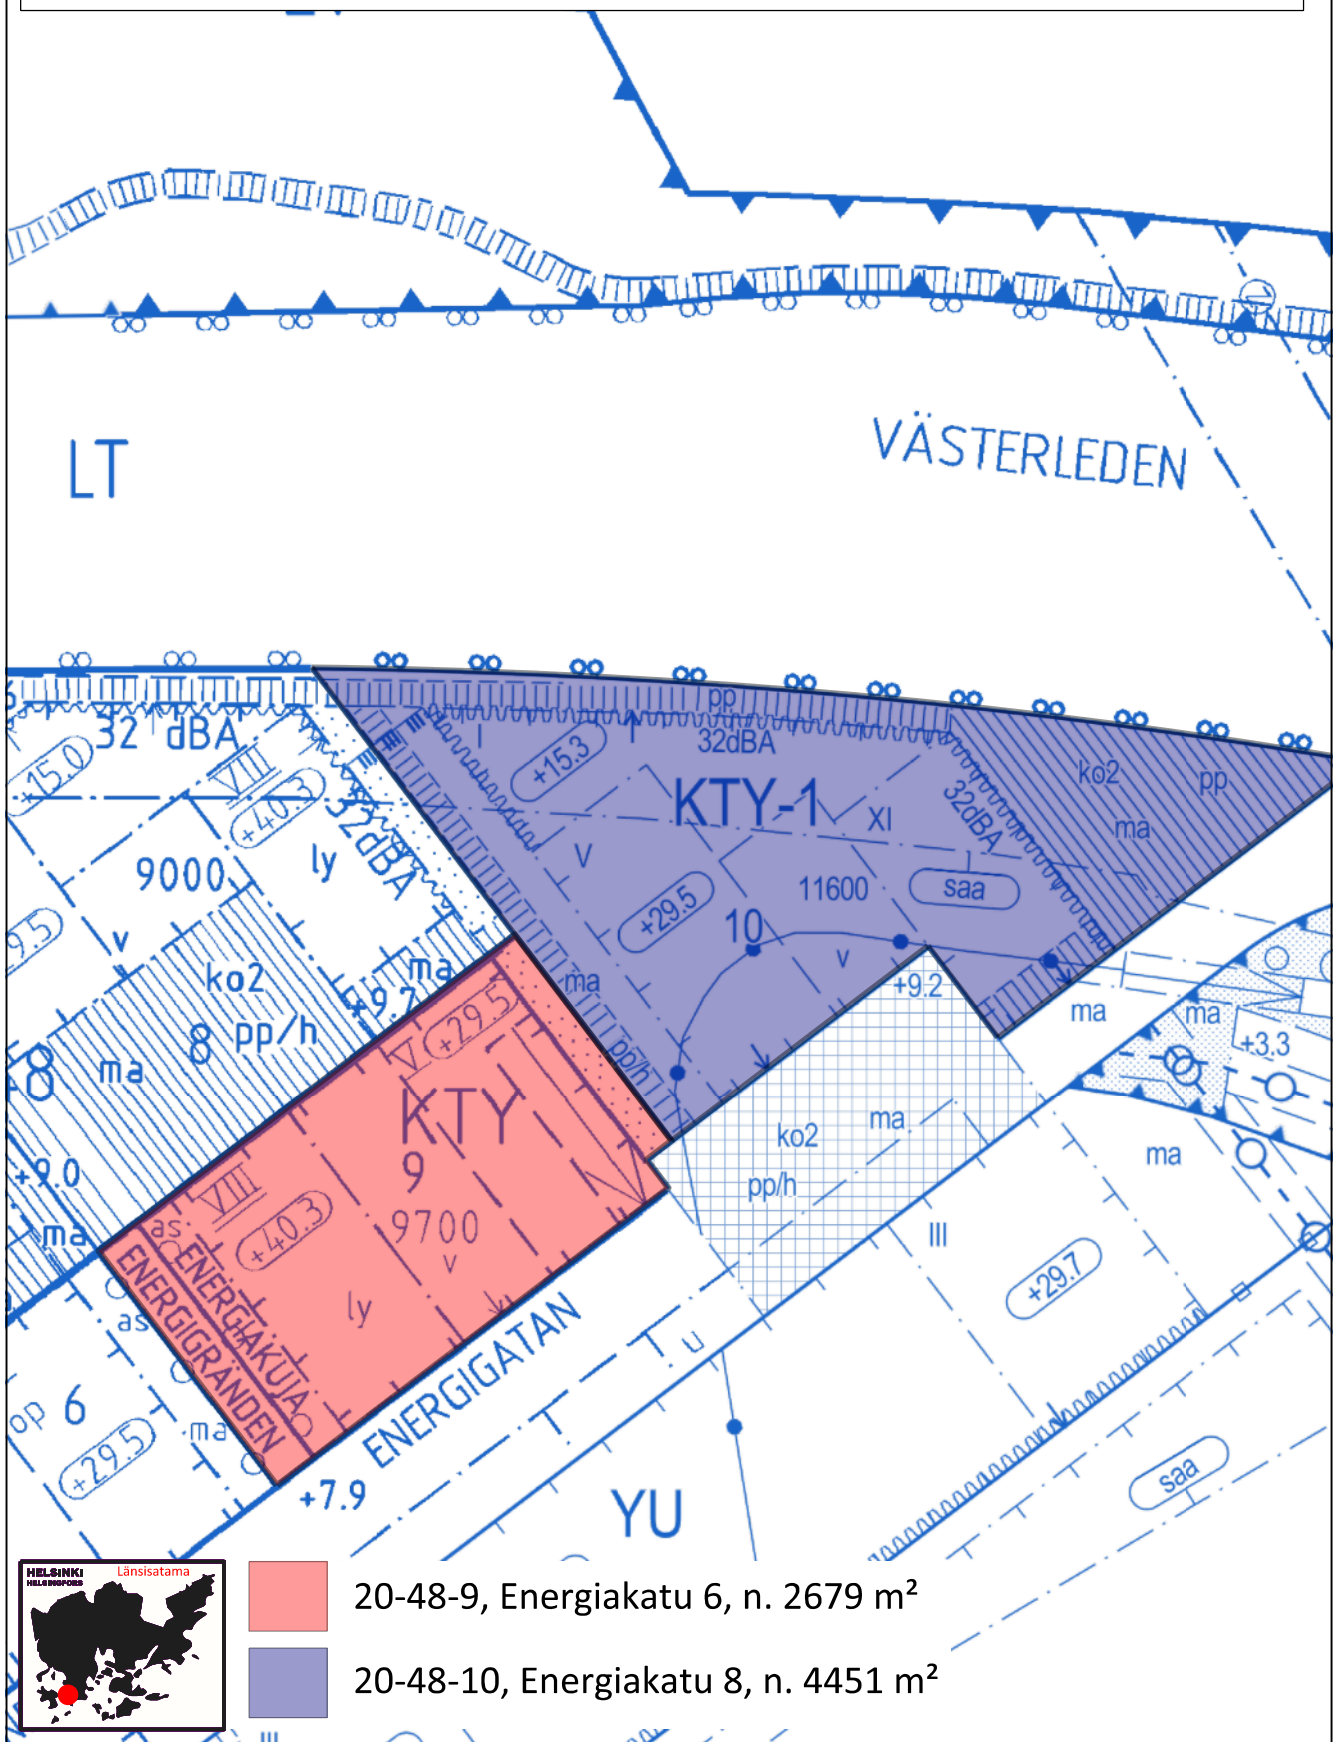 LT
VÄSTERLEDEN
pp
32 dBA
32dBA
+15.0
VIII
+40.3
32dBA
I
+15.3
KTY-1
XI
32dBA
ko2
pp
ma
9000
ly
V
11600
saa
9.5)
v
+29.5
10
v
pp
ko2
ma
+9.7
ma
+9.2
ma
ma
8
pp/h
8
ma
V
+29.5
pp/h
+3.3
KTY
9
ko2
ma
ma
+9.0
VIII
+40.3
9700
v
pp/h
ma
as
ENERGIAKUJA
ENERGIGRÄNDEN
ly
III
+29.7
as
ENERGIGATAN
U
op 6
+29.5
ma
+7.9
YU
saa
HELSINKI
HELSINGFORS
Länsisatama
20-48-9, Energiakatu 6, n. 2679 m²
20-48-10, Energiakatu 8, n. 4451 m²
III